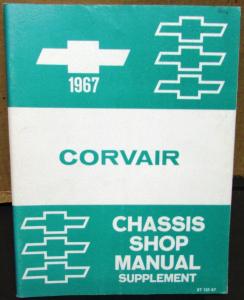 1967
CORVAIR
CHASSIS
SHOP
MANUAL
SUPPLEMENT